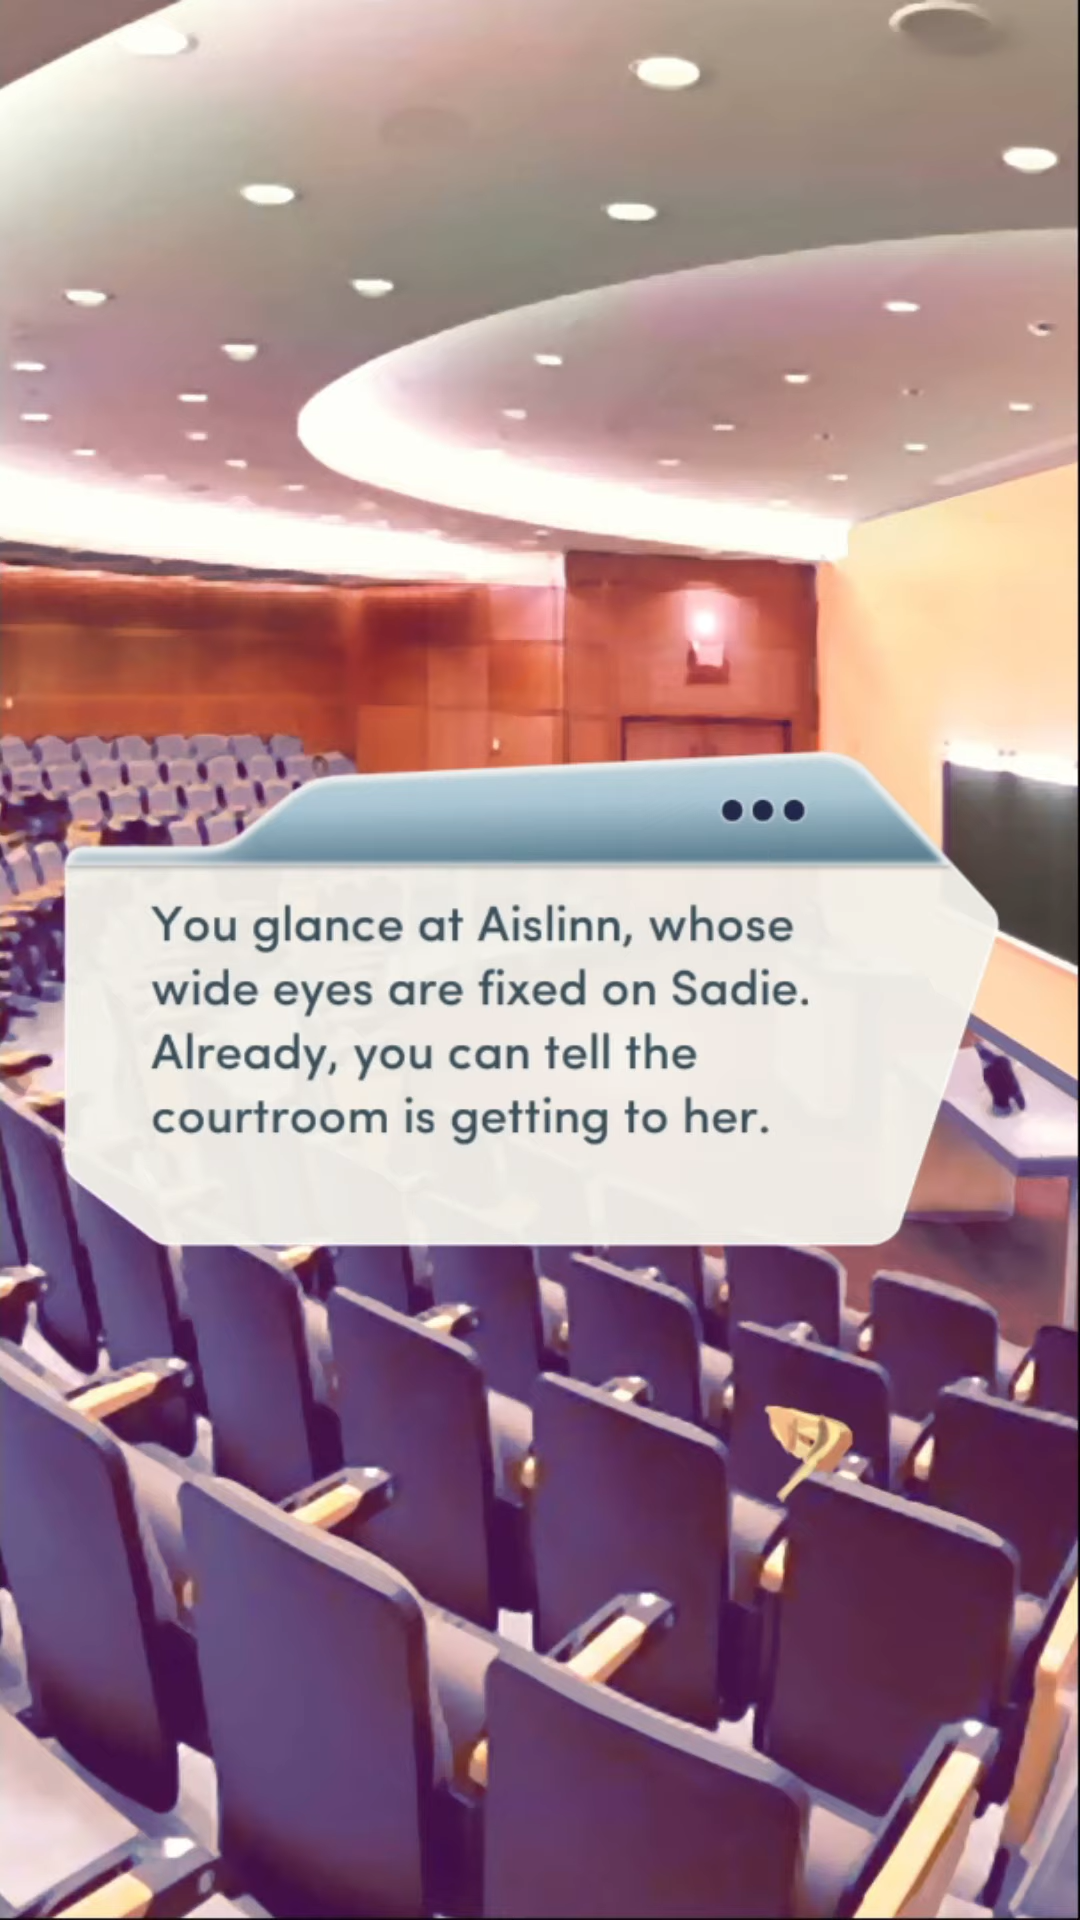 You glance at Aislinn, whose
wide eyes are fixed on Sadie.
Already, you can tell the
courtroom is getting to her.